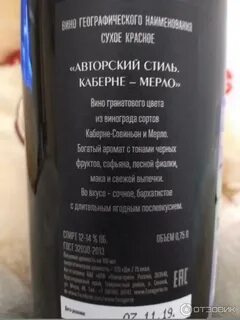 ВИНО ГЕОГРАФИЧЕСКОГО НАИМЕНОВАНИЯ
СУХОЕ КРАСНОЕ
«АВТОРСКИЙ СТИЛЬ.
КАБЕРНЕ – МЕРЛО»
Вино гранатового цвета
из винограда сортов
Каберне-Совиньон и Мерло.
Богатый аромат с тонами черных
фруктов, сафьяна, лесной фиалки,
мака и свежей выпечки.
Во вкусе - сочное, бархатистое
с длительным ягодным послевкусием.
СПИРТ 12-14 % ОБ. ОБЪЕМ 0,75 Л
ГОСТ 32030-2013
EAC
07.11.19.
отзовик